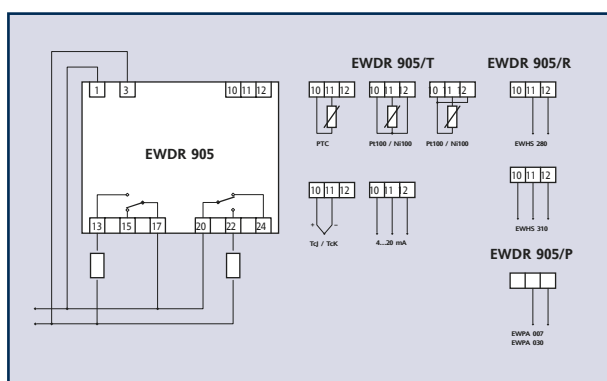 EWDR 905/T
EWDR 905/R
1
3
10 11 12
10 11 12
10 11 12
10 11 12
10 11 12
PTC
Pt100 / Ni100
Pt100 / Ni100
EWHS 280
EWDR 905
10 11 12
10 11 12
10 11 12
+
–
TcJ / TcK
4...20 mA
EWHS 310
13
15
17
20
22
24
EWDR 905/P
EWPA 007
EWPA 030